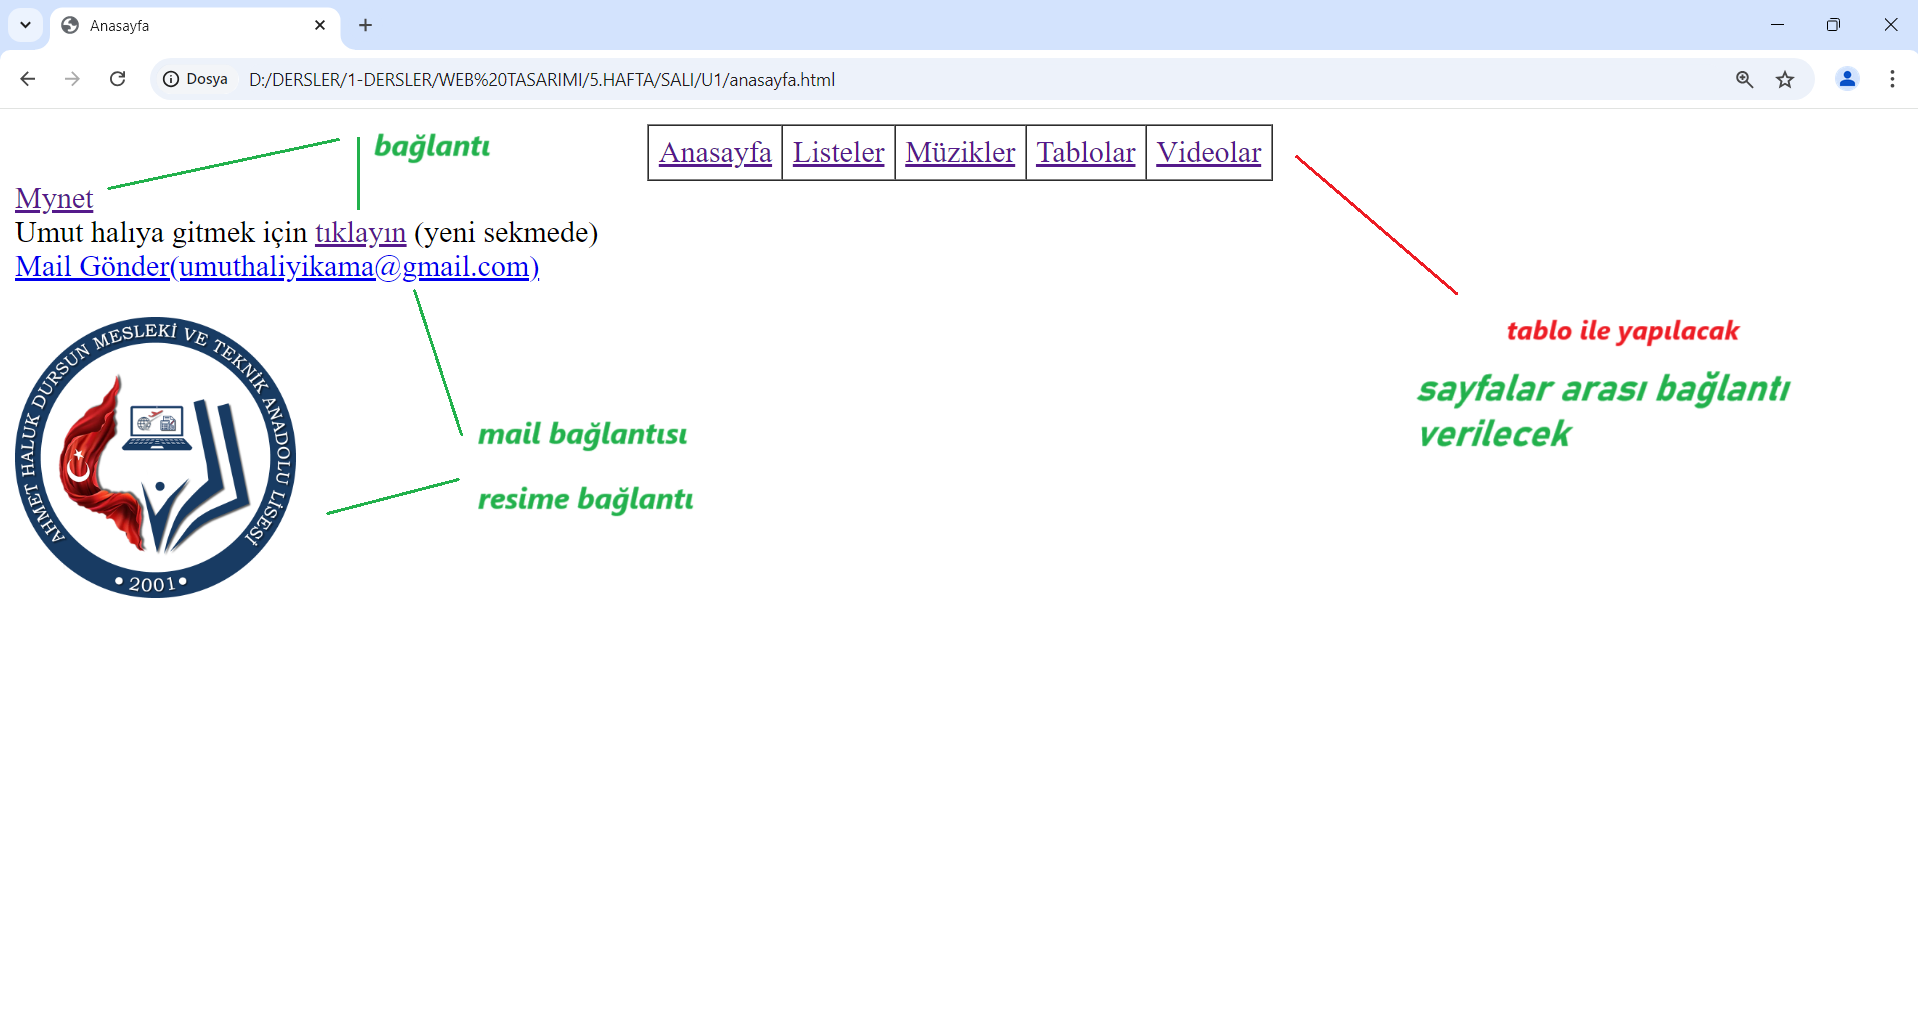 Anasayfa
Dosya D:/DERSLER/1-DERSLER/WEB%20TASARIMI/5.HAFTA/SALI/U1/anasayfa.html
bağlantı
Anasayfa Listeler Müzikler Tablolar Videolar
Mynet
Umut halıya gitmek için tıklayın (yeni sekmede)
Mail Gönder(umuthaliyikama@gmail.com)
tablo ile yapılacak
sayfalar arası bağlantı
verilecek
AHMET HALUK DURSUN MESLEKİ VE TEKNİK ANADOLU LİSESİ
• 2001 •
mail bağlantısı
resime bağlantı